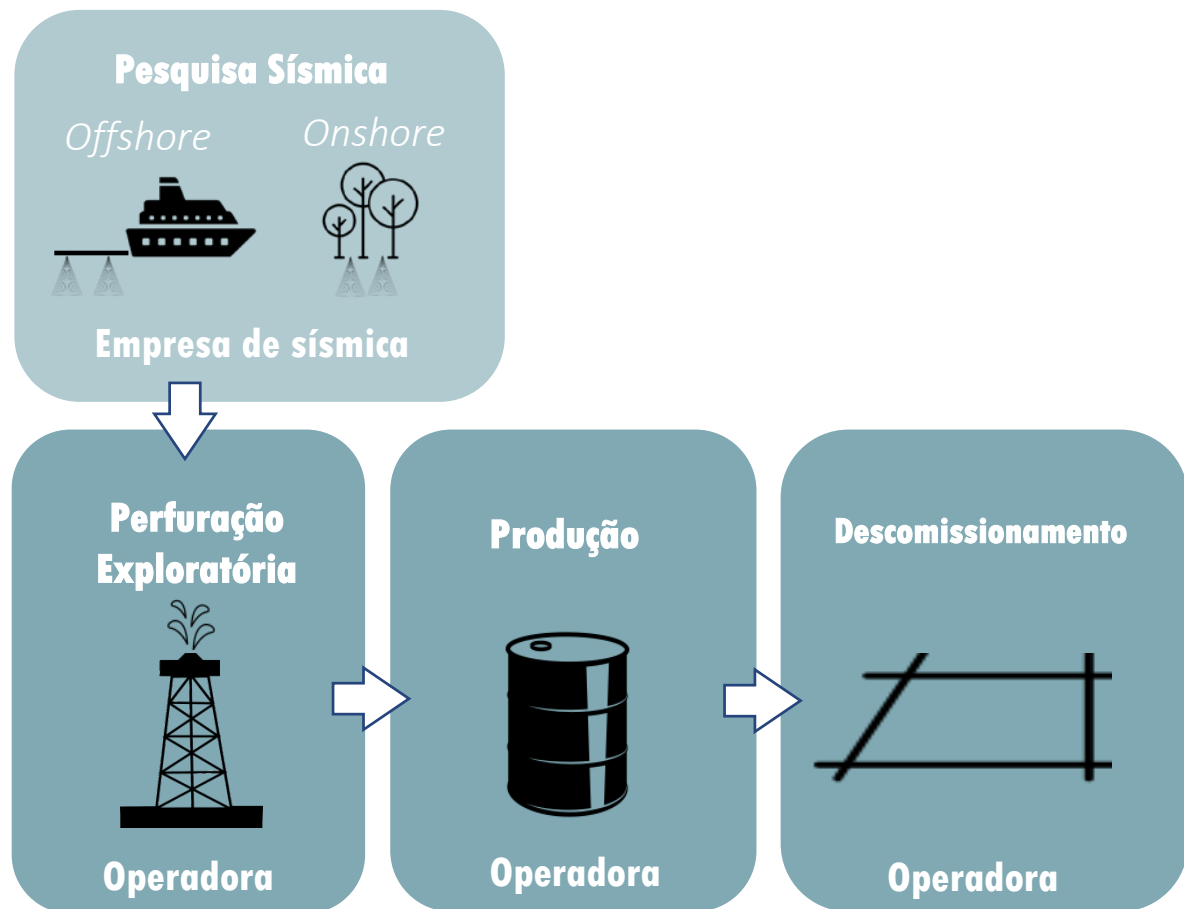 Pesquisa Sísmica
Offshore
Onshore
Empresa de sísmica
Perfuração
Exploratória
Operadora
Produção
Operadora
Descomissionamento
Operadora